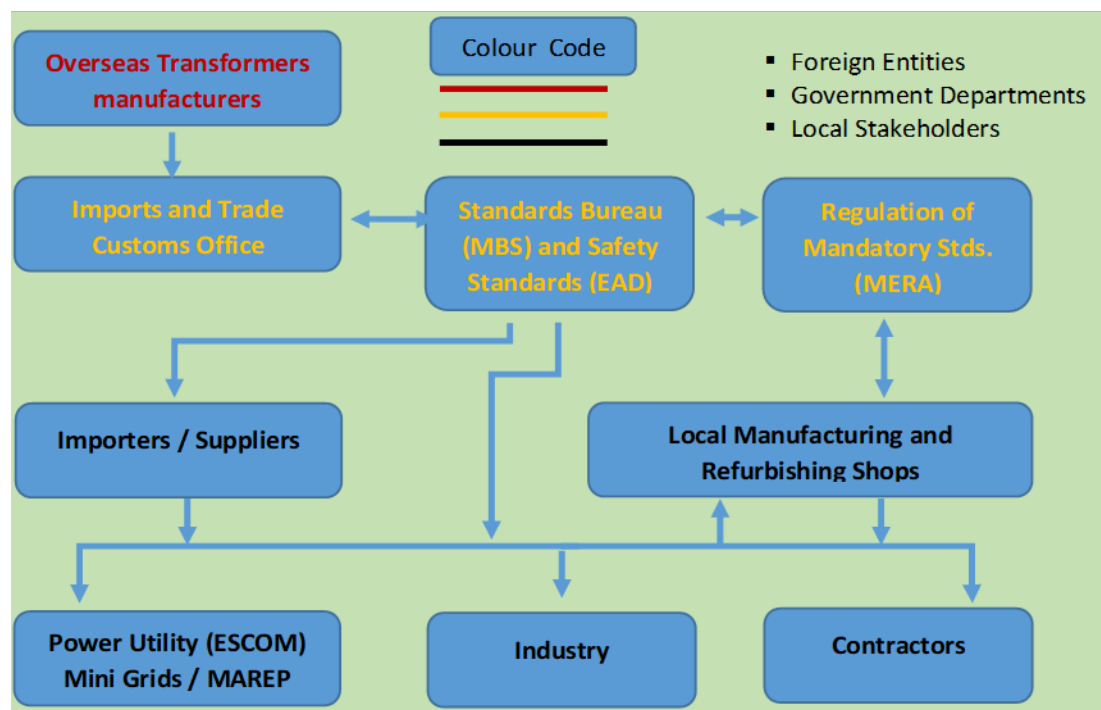 Overseas Transformers
manufacturers
Colour Code
▪ Foreign Entities
▪ Government Departments
▪ Local Stakeholders
Imports and Trade
Customs Office
Standards Bureau
(MBS) and Safety
Standards (EAD)
Regulation of
Mandatory Stds.
(MERA)
Importers / Suppliers
Local Manufacturing and
Refurbishing Shops
Power Utility (ESCOM)
Mini Grids / MAREP
Industry
Contractors